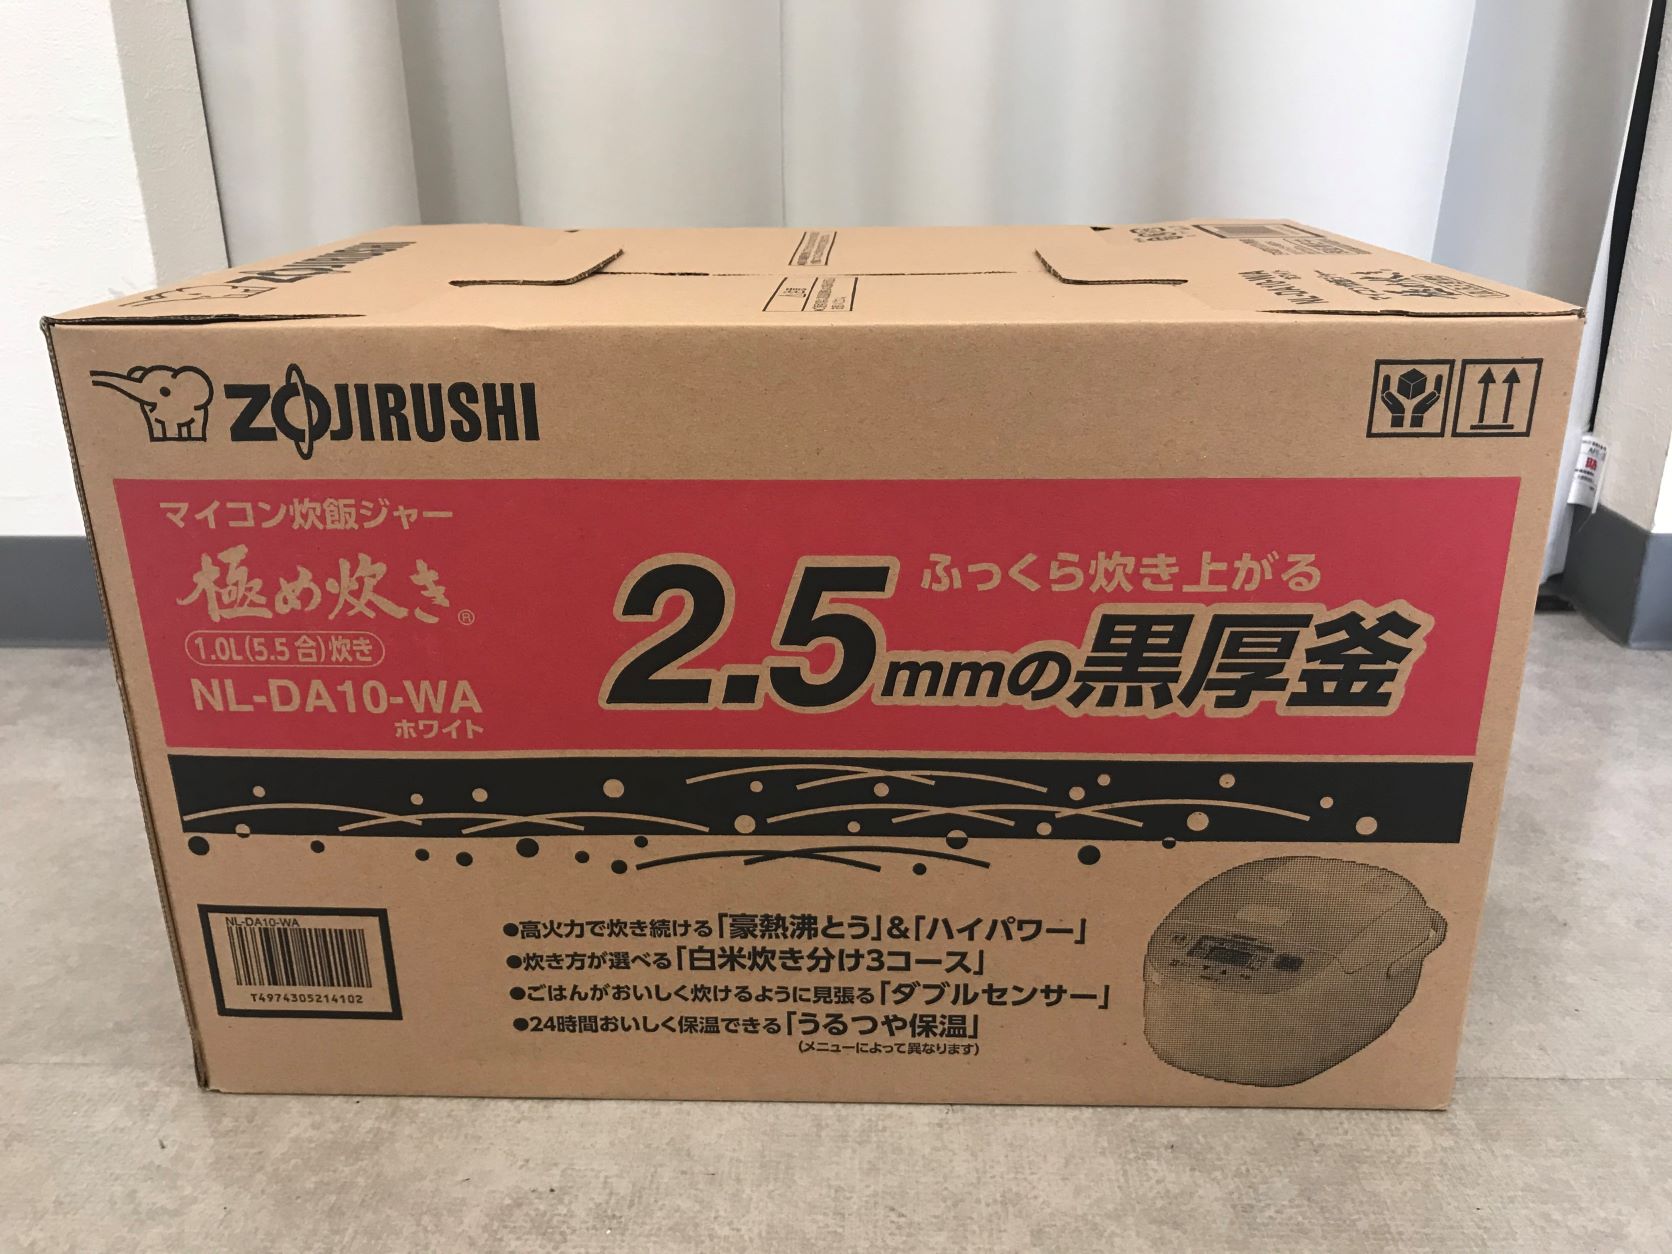 ZOJIRUSHI
NL-DA10-WA
ZOJIRUSHI
マイコン炊飯ジャー
極め炊き®
1.0L(5.5合)炊き
NL-DA10-WA
ホワイト
ふっくら炊き上がる
2.5mmの黒厚釜
NL-DA10-WA
T4974305214102
●高火力で炊き続ける「豪熱沸とう」&「ハイパワー」
●炊き方が選べる「白米炊き分け3コース」
●ごはんがおいしく炊けるように見張る「ダブルセンサー」
●24時間おいしく保温できる「うるつや保温」
(メニューによって異なります)